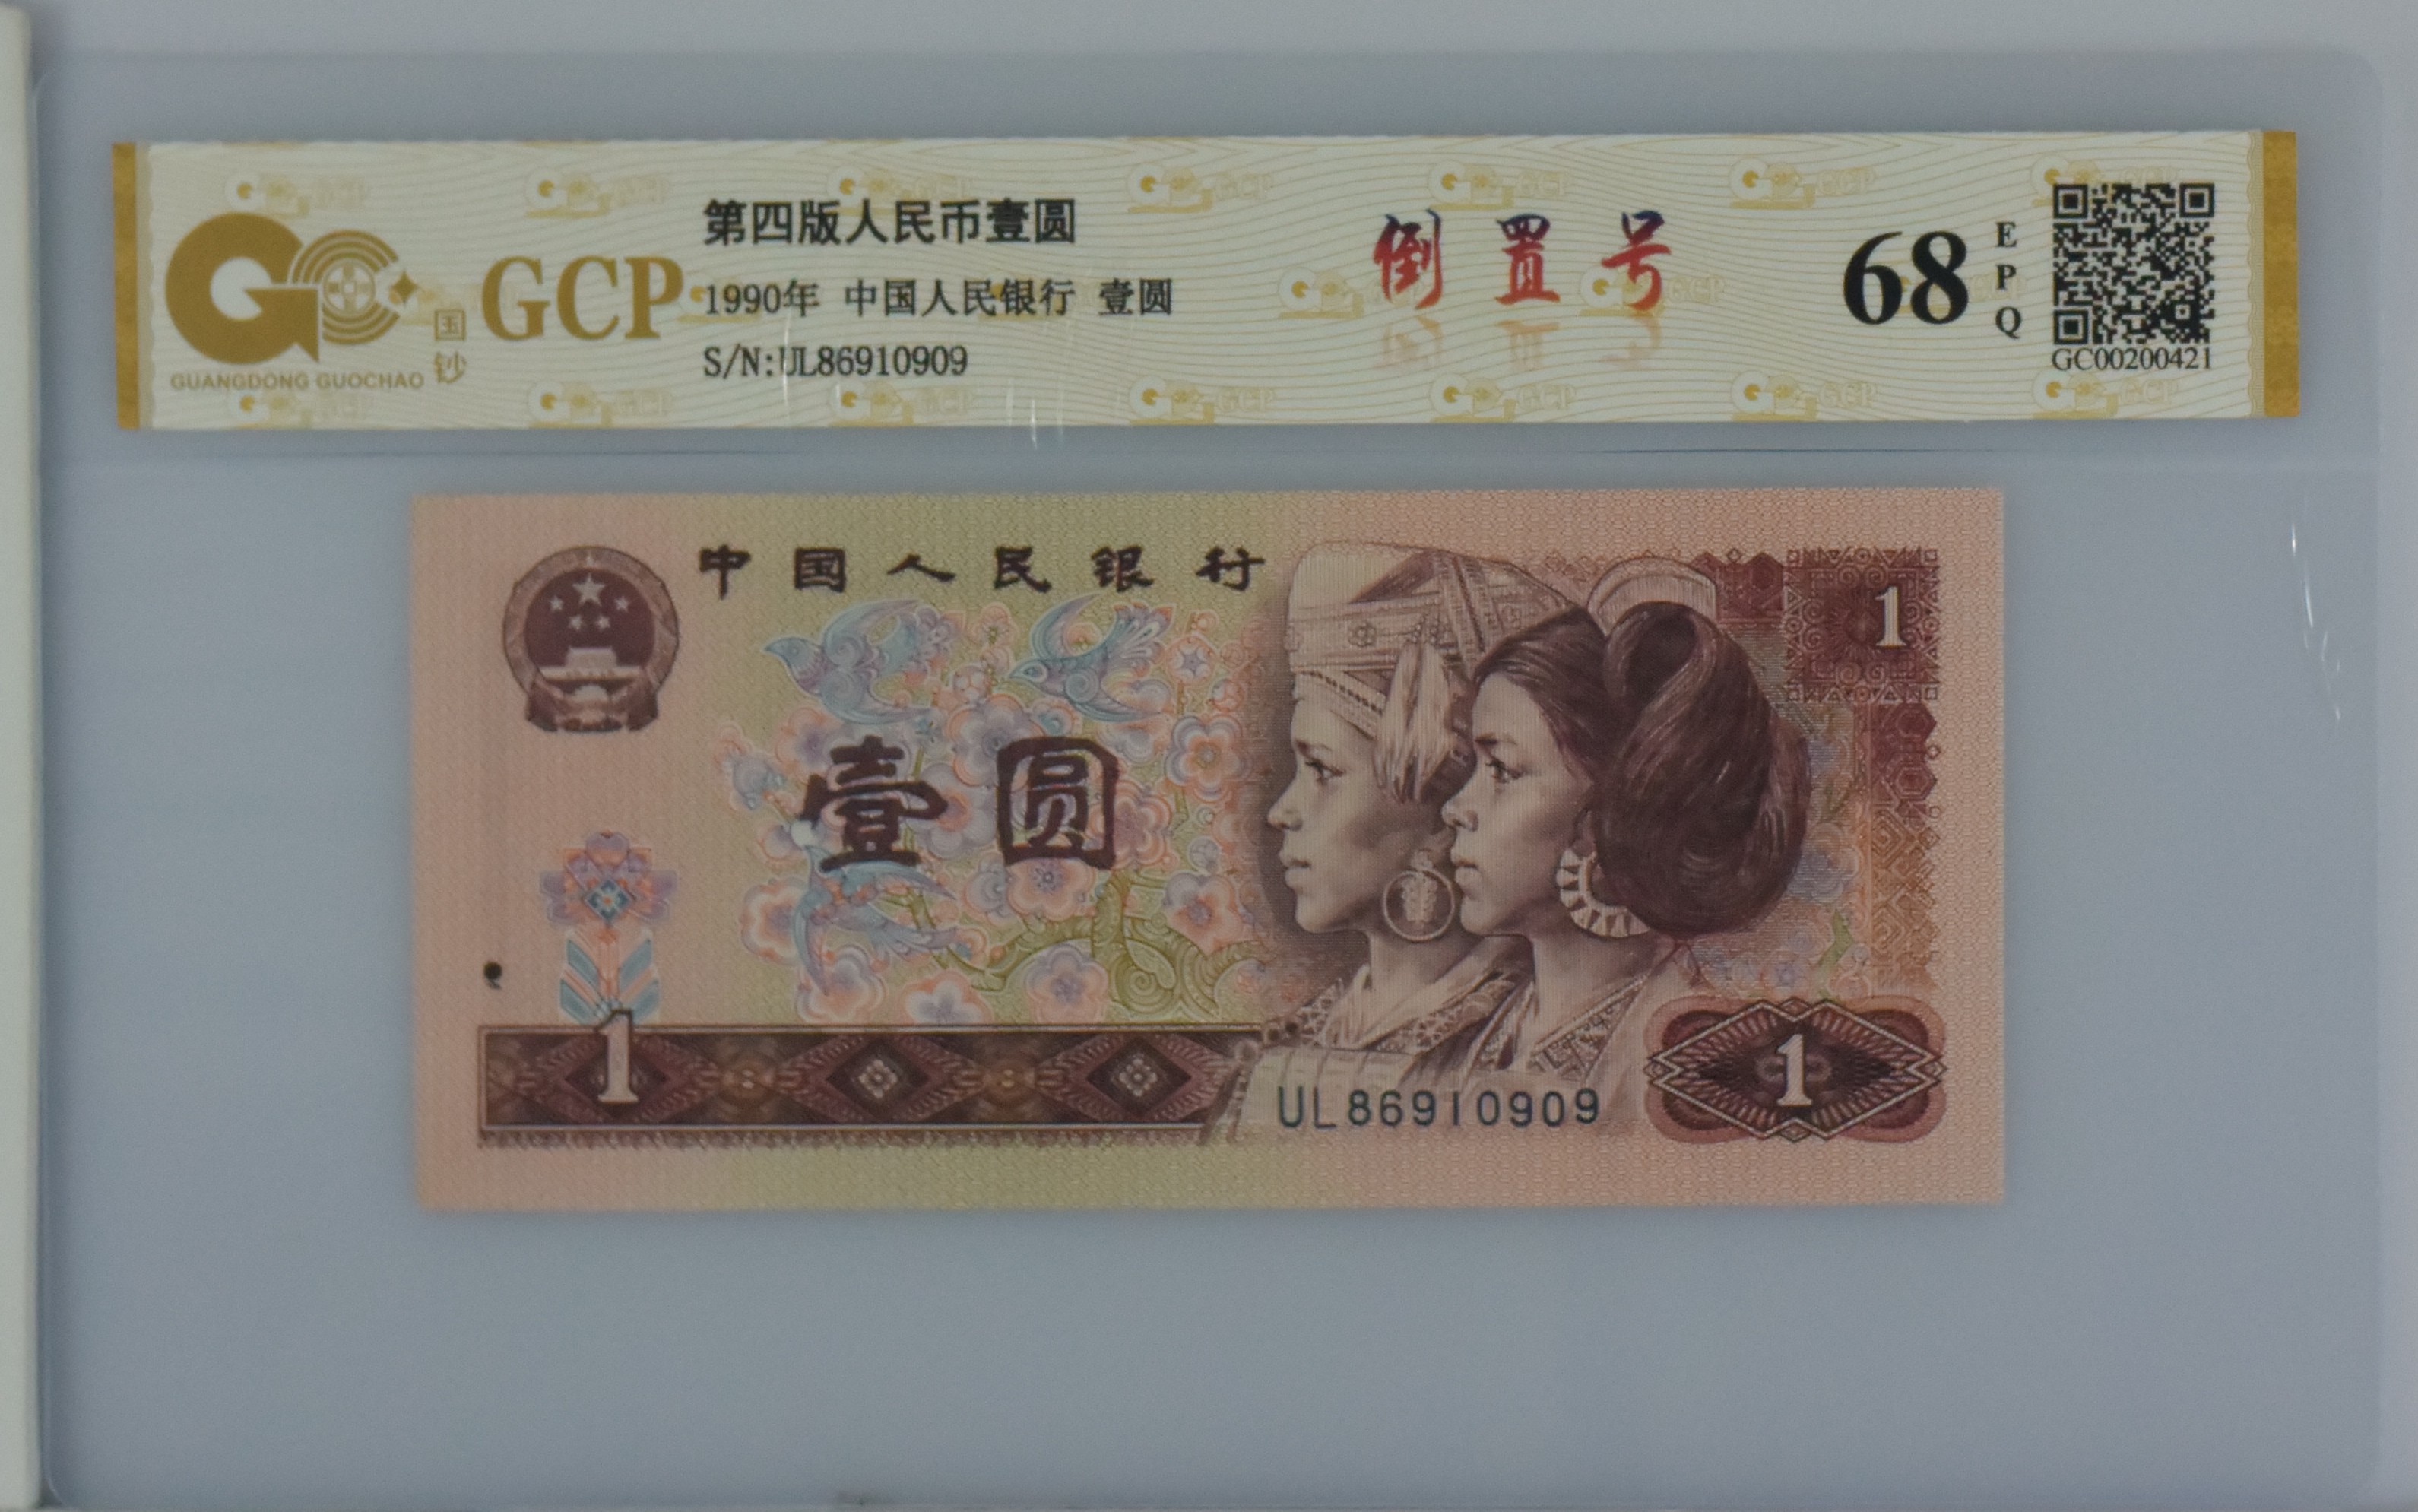 GUANGDONG GUOCHAO
国钞
GCP
第四版人民币壹圆
1990年 中国人民银行 壹圆
S/N:UL86910909
倒置号
68
EPQ
GC00200421
中国人民银行
1
壹圆
1
1
UL86910909